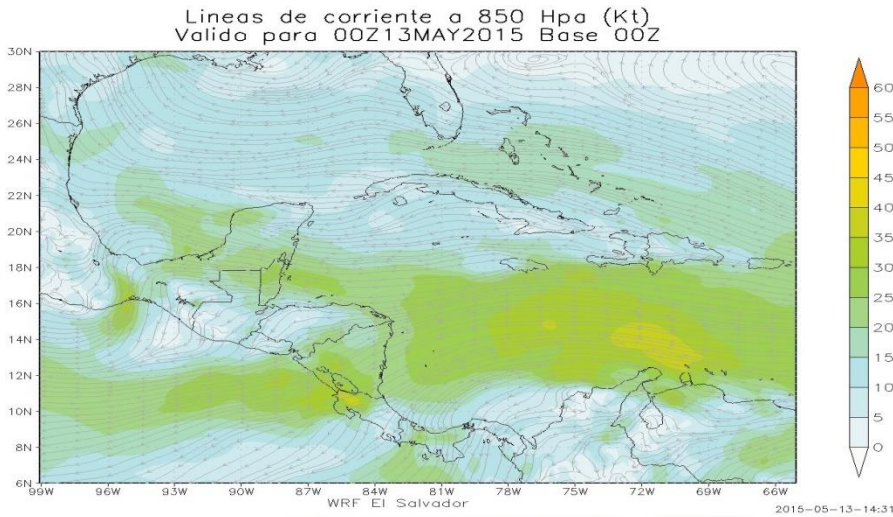 Lineas de corriente a 850 Hpa (Kt)
Valido para 00Z13MAY2015 Base 00Z
30N
28N
26N
24N
22N
20N
18N
16N
14N
12N
10N
8N
6N
99W 96W 93W 90W 87W 84W 81W 78W 75W 72W 69W 66W
60
55
50
45
40
35
30
25
20
15
10
5
0
WRF El Salvador
2015-05-13-14:31